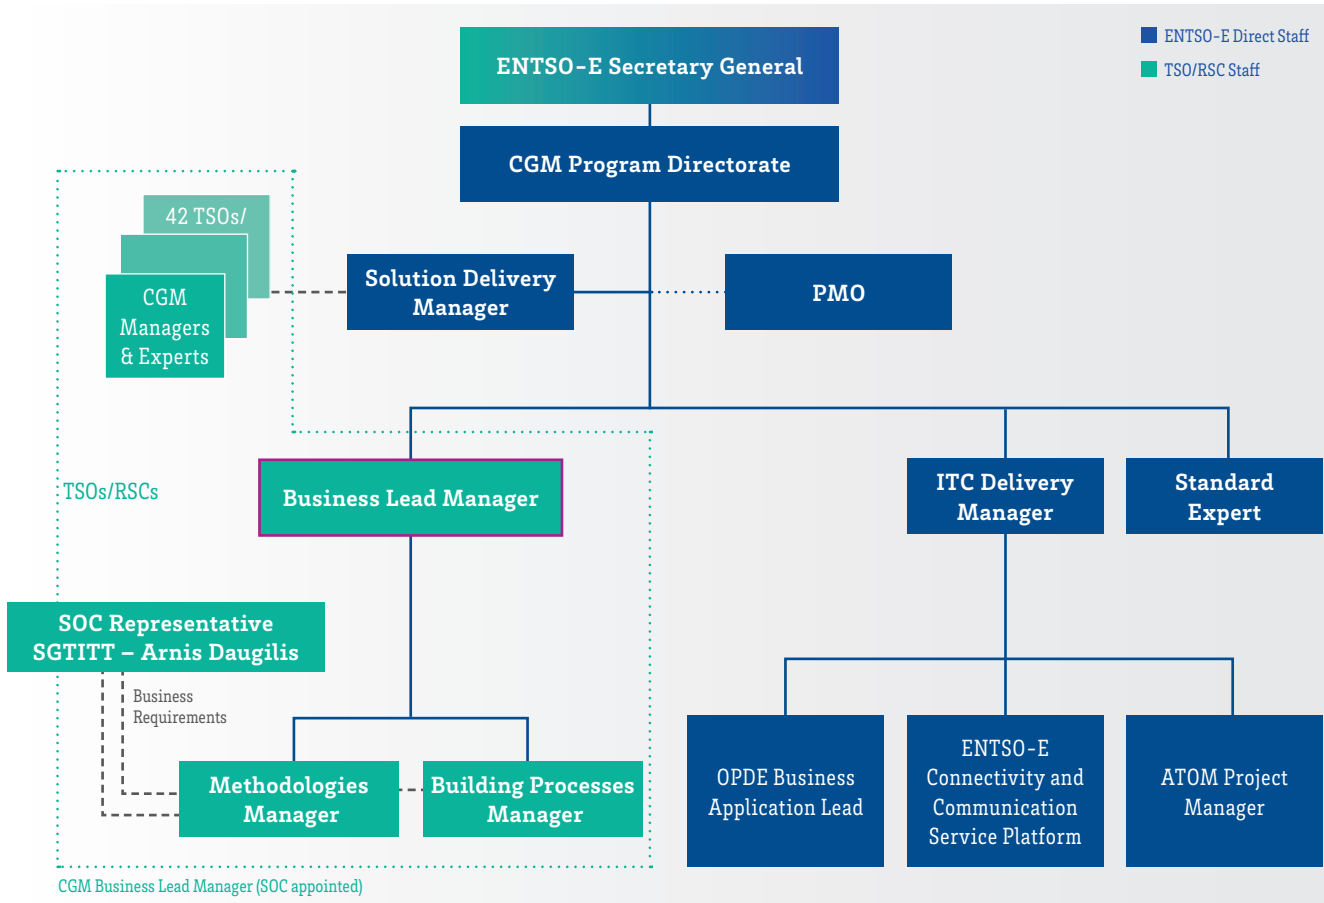 ENTSO-E Secretary General
ENTSO-E Direct Staff
TSO/RSC Staff
CGM Program Directorate
42 TSOs/
CGM
Managers
& Experts
Solution Delivery
Manager
PMO
TSOs/RSCs
Business Lead Manager
ITC Delivery
Manager
Standard
Expert
SOC Representative
SGTITT – Arnis Daugilis
Business
Requirements
Methodologies
Manager
Building Processes
Manager
OPDE Business
Application Lead
ENTSO-E
Connectivity and
Communication
Service Platform
ATOM Project
Manager
CGM Business Lead Manager (SOC appointed)